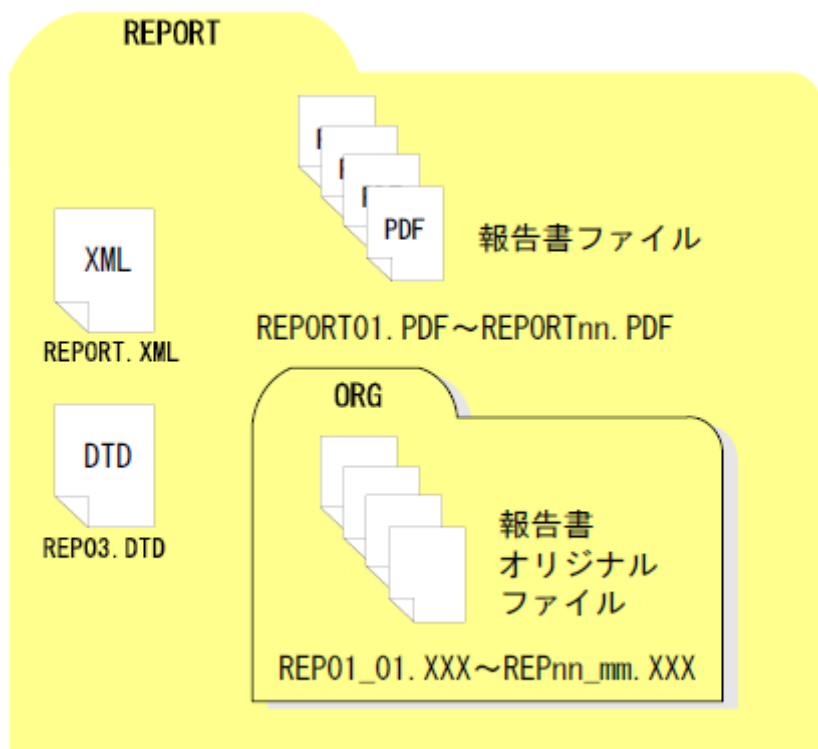 REPORT
PDF
報告書ファイル
XML
REPORT.XML
REPORT01.PDF～REPORTnn.PDF
ORG
DTD
REP03.DTD
報告書
オリジナル
ファイル
REP01_01.XXX～REPnn_mm.XXX